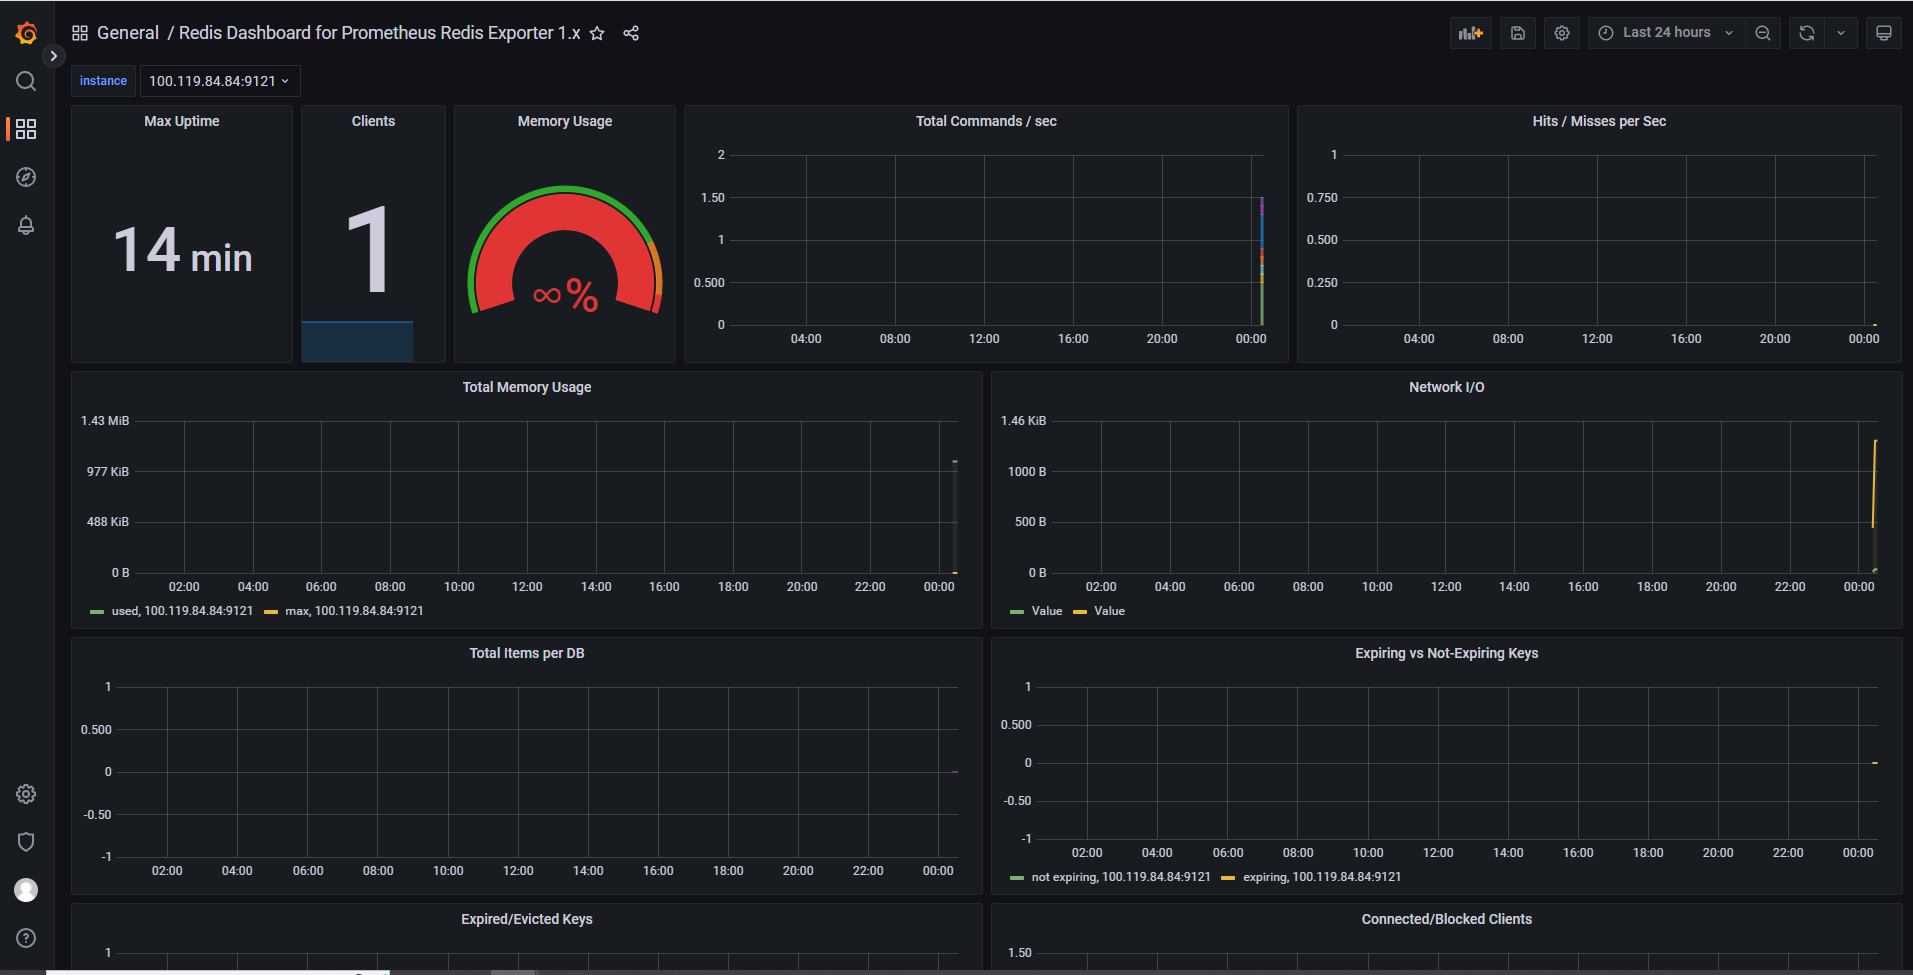 General / Redis Dashboard for Prometheus Redis Exporter 1.x
Last 24 hours
instance
100.119.84.84:9121
Max Uptime
14 min
Clients
1
Memory Usage
∞%
Total Commands / sec
2
1.50
1
0.500
0
04:00 08:00 12:00 16:00 20:00 00:00
Hits / Misses per Sec
1
0.750
0.500
0.250
0
04:00 08:00 12:00 16:00 20:00 00:00
Total Memory Usage
1.43 MiB
977 KiB
488 KiB
0 B
02:00 04:00 06:00 08:00 10:00 12:00 14:00 16:00 18:00 20:00 22:00 00:00
used, 100.119.84.84:9121 max, 100.119.84.84:9121
Network I/O
1.46 KiB
1000 B
500 B
0 B
02:00 04:00 06:00 08:00 10:00 12:00 14:00 16:00 18:00 20:00 22:00 00:00
Value Value
Total Items per DB
1
0.500
0
-0.50
-1
02:00 04:00 06:00 08:00 10:00 12:00 14:00 16:00 18:00 20:00 22:00 00:00
Expiring vs Not-Expiring Keys
1
0.500
0
-0.50
-1
02:00 04:00 06:00 08:00 10:00 12:00 14:00 16:00 18:00 20:00 22:00 00:00
not expiring, 100.119.84.84:9121 expiring, 100.119.84.84:9121
Expired/Evicted Keys
1
Connected/Blocked Clients
1.50